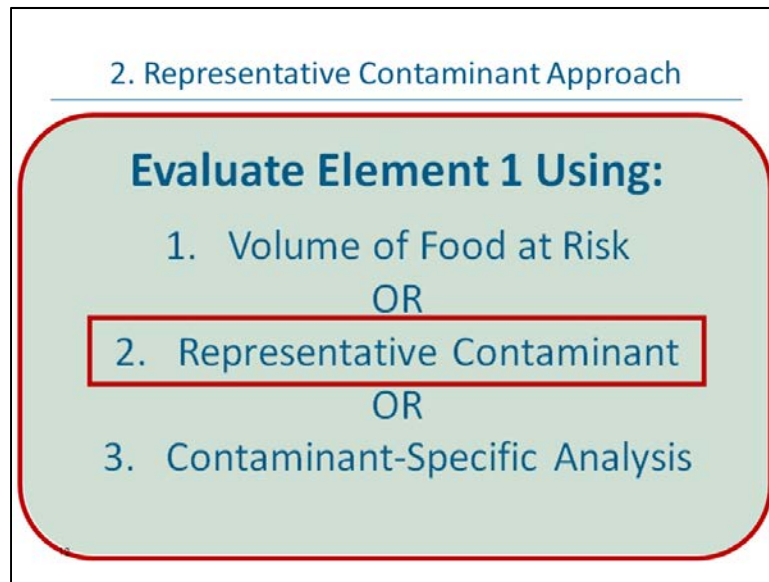 2. Representative Contaminant Approach
Evaluate Element 1 Using:
1. Volume of Food at Risk
OR
2. Representative Contaminant
OR
3. Contaminant-Specific Analysis